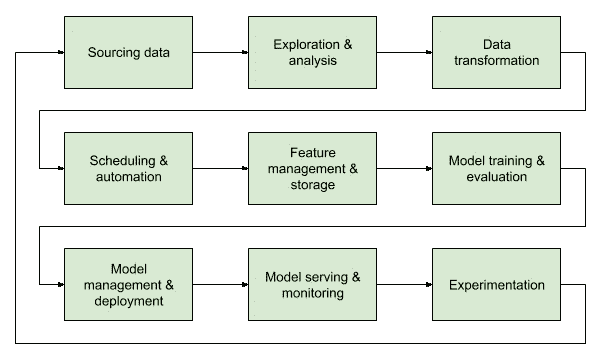 Sourcing data
Exploration &
analysis
Data
transformation
Scheduling &
automation
Feature
management &
storage
Model training &
evaluation
Model
management &
deployment
Model serving &
monitoring
Experimentation